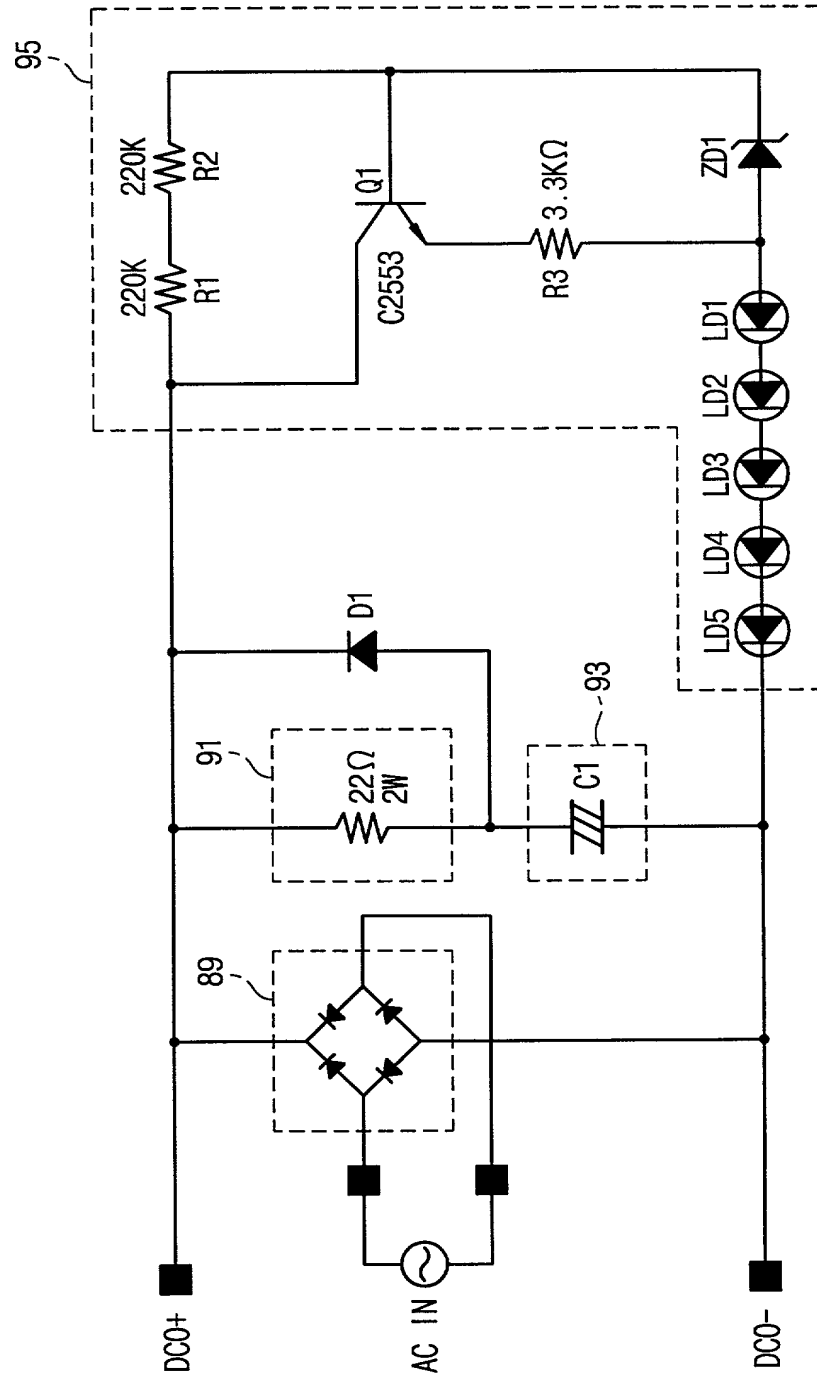 95
220K
R2
220K
R1
Q1
C2553
3.3KΩ
R3
ZD1
LD1
LD2
LD3
LD4
LD5
D1
91
22Ω
2W
93
C1
89
AC IN
DC0+
DC0-